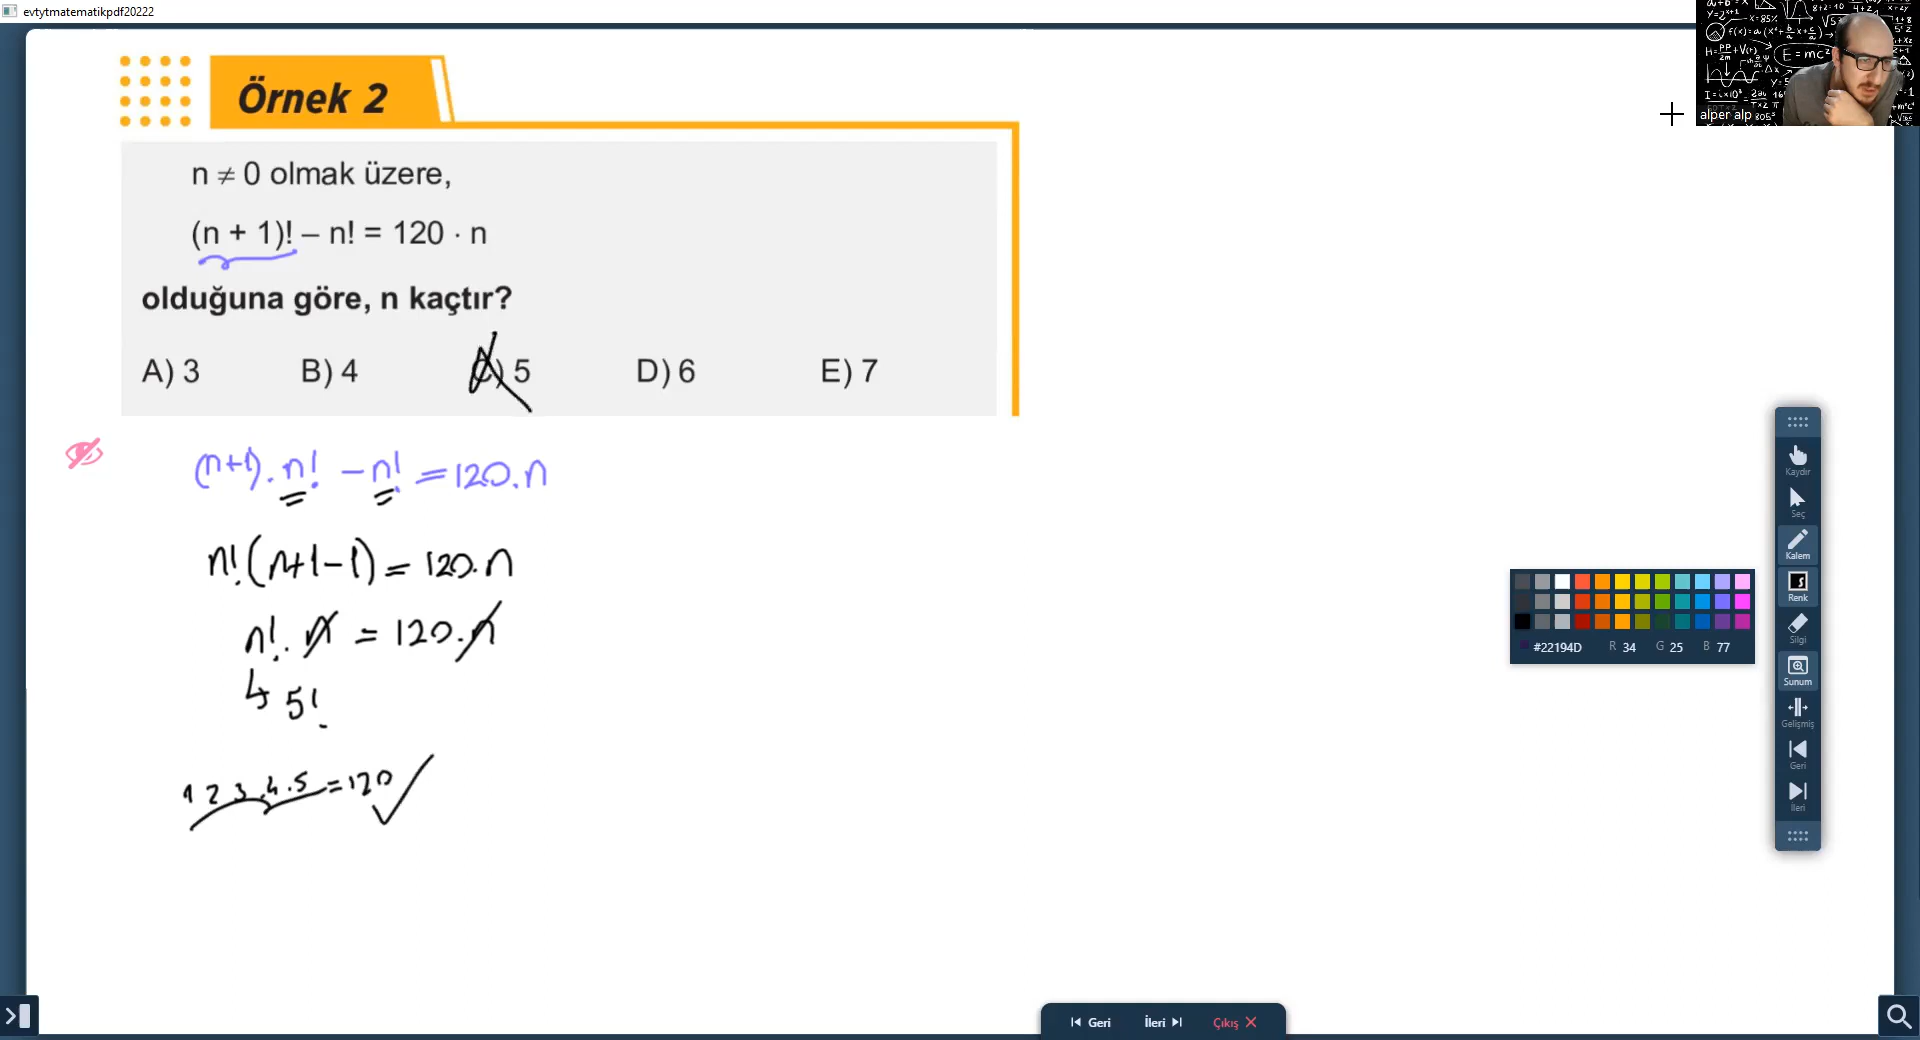 evtytmatematikpdf20222
Örnek 2
n ≠ 0 olmak üzere,
(n + 1)! – n! = 120 · n
olduğuna göre, n kaçtır?
A) 3 B) 4 C) 5 D) 6 E) 7
(n+1).n! - n! = 120.n
n!(n+1-1) = 120.n
n!.n = 120.n
5!
1 2 3.4.5 = 120
alper alp
E = mc²
#22194D R 34 G 25 B 77
Kaydır
Seç
Kalem
Renk
Silgi
Sunum
Gelişmiş
Geri
İleri
Geri İleri Çıkış